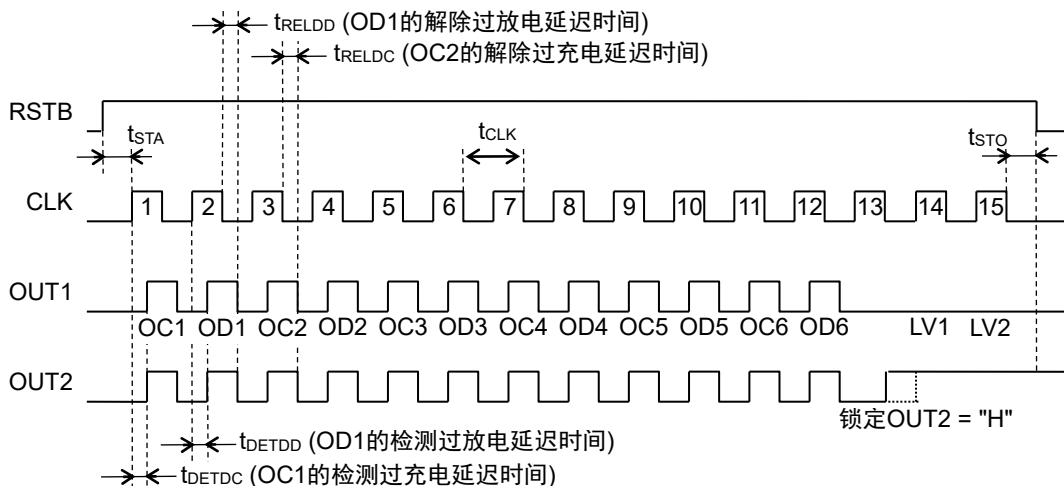 tRELDD (OD1的解除过放电延迟时间)
tRELDC (OC2的解除过充电延迟时间)
RSTB
tSTA
tCLK
tSTO
CLK
1 2 3 4 5 6 7 8 9 10 11 12 13 14 15
OUT1
OC1 OD1 OC2 OD2 OC3 OD3 OC4 OD4 OC5 OD5 OC6 OD6 LV1 LV2
OUT2
锁定OUT2 = "H"
tDETDD (OD1的检测过放电延迟时间)
tDETDC (OC1的检测过充电延迟时间)